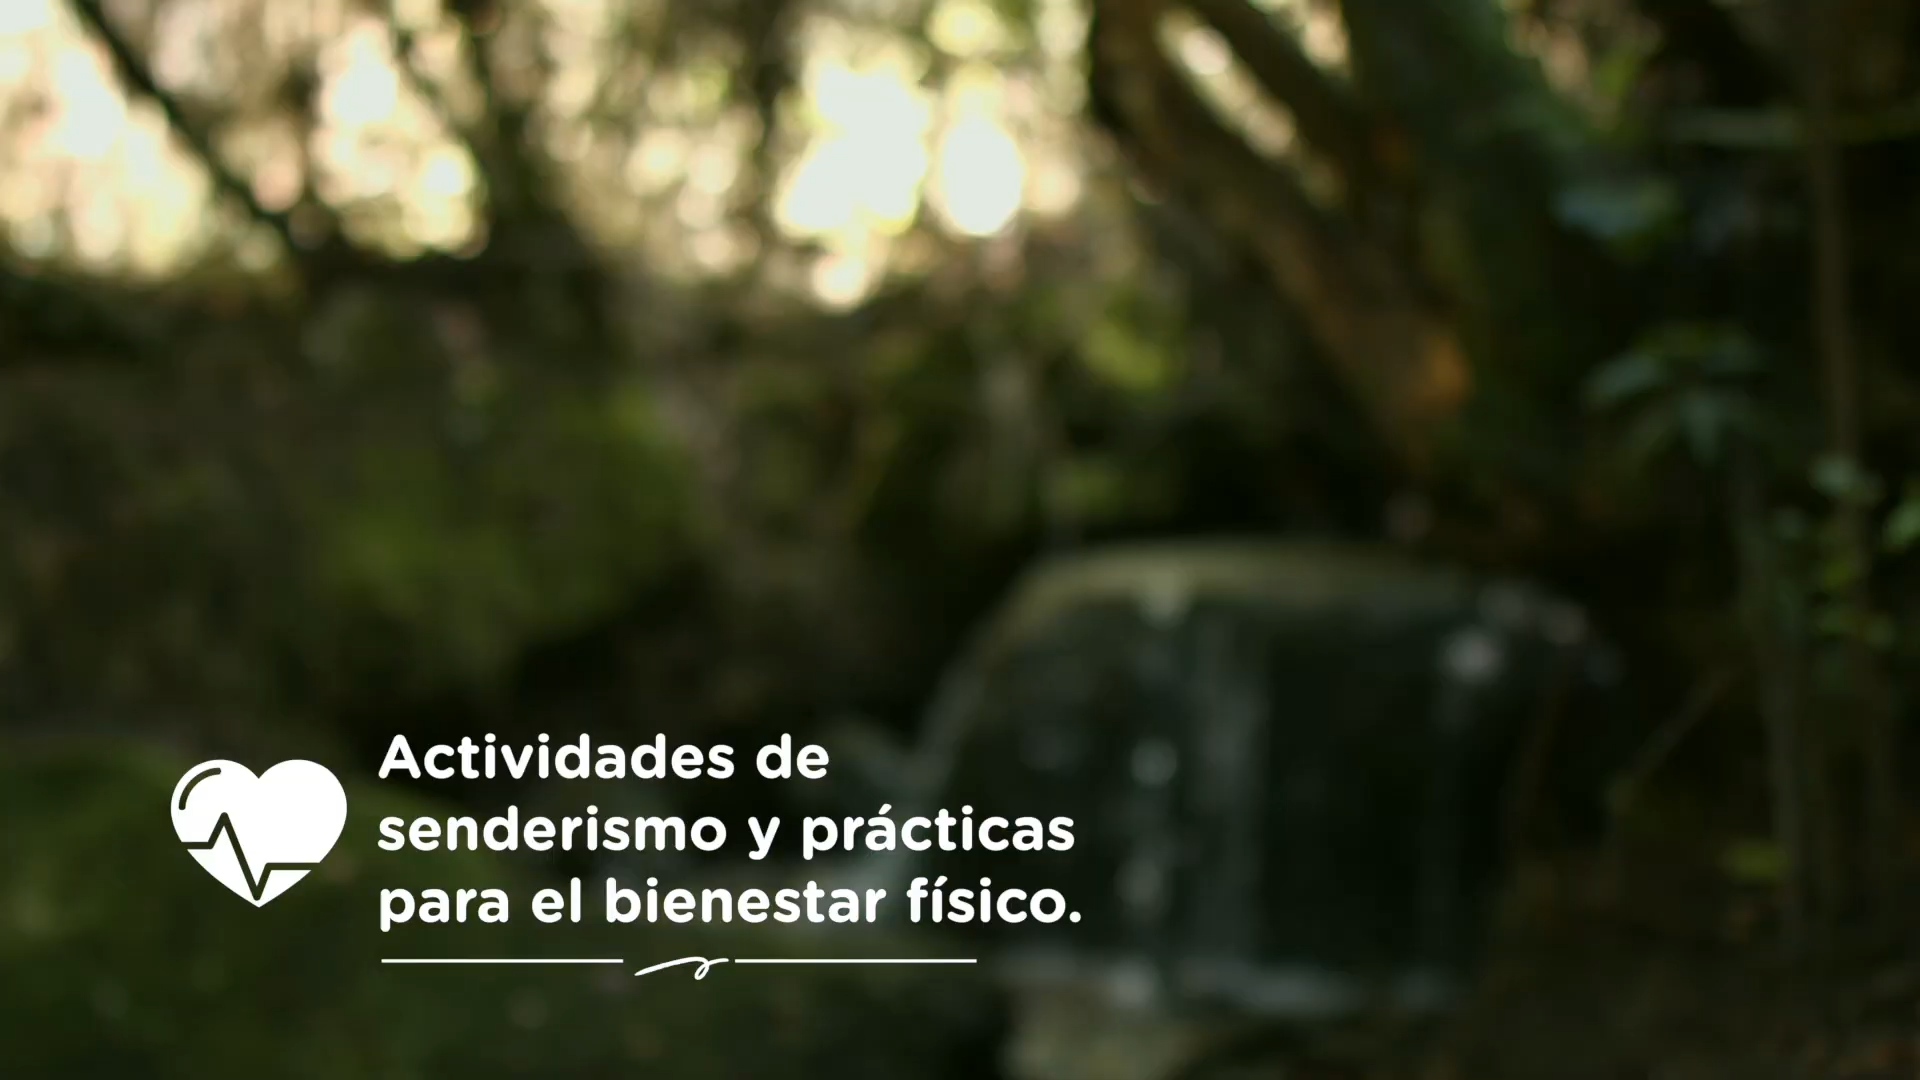 Actividades de
senderismo y prácticas
para el bienestar físico.